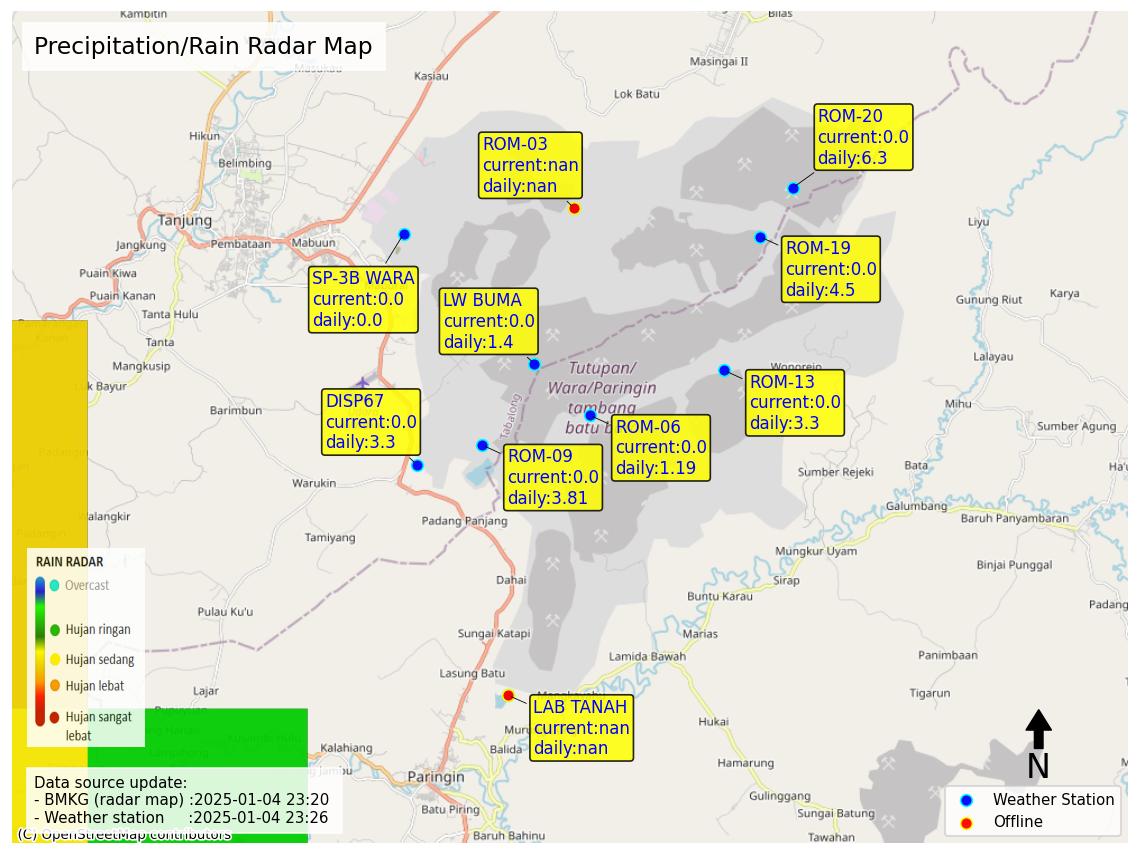 Precipitation/Rain Radar Map
Kambitin
Bilas
Masingai II
Kasiau
Masukau
Lok Batu
Hikun
Belimbing
ROM-03
current:nan
daily:nan
ROM-20
current:0.0
daily:6.3
Tanjung
Jangkung
Pembataan
Mabuun
Liyu
Puain Kiwa
Puain Kanan
Tanta Hulu
SP-3B WARA
current:0.0
daily:0.0
LW BUMA
current:0.0
daily:1.4
ROM-19
current:0.0
daily:4.5
Gunung Riut
Karya
Kanan
Tanta
Mangkusip
Lalayau
Luk Bayur
Barimbun
Tutupan/
Wara/Paringin
tambang
batu b
Wonorejo
Mihu
Tabalong
DISP67
current:0.0
daily:3.3
ROM-13
current:0.0
daily:3.3
ROM-06
current:0.0
daily:1.19
ROM-09
current:0.0
daily:3.81
Sumber Agung
Padangin
Warukin
Sumber Rejeki
Bata
Ha'u
Galumbang
Walangkir
Padang Panjang
Baruh Panyambaran
Padangin
Tamiyang
Mungkur Uyam
Binjai Punggal
RAIN RADAR
Overcast
Hujan ringan
Hujan sedang
Hujan lebat
Hujan sangat
lebat
Dahai
Sirap
Pulau Ku'u
Buntu Karau
Padang
Sungai Katapi
Marias
Lamida Bawah
Panimbaan
Lasung Batu
Lajar
Tigarun
LAB TANAH
current:nan
daily:nan
Hukai
Balida
Kalahiang
Hamarung
Paringin
Gulinggang
Batu Piring
Sungai Batung
Baruh Bahinu
Tawahan
N
Data source update:
- BMKG (radar map) :2025-01-04 23:20
- Weather station :2025-01-04 23:26
(C) OpenStreetMap contributors
Weather Station
Offline